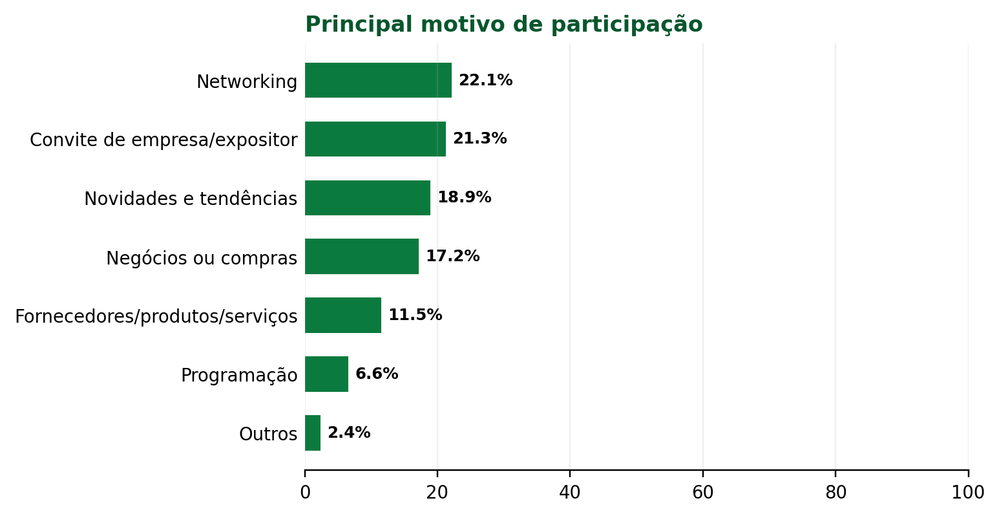 Principal motivo de participação
Networking 22.1%
Convite de empresa/expositor 21.3%
Novidades e tendências 18.9%
Negócios ou compras 17.2%
Fornecedores/produtos/serviços 11.5%
Programação 6.6%
Outros 2.4%
0 20 40 60 80 100